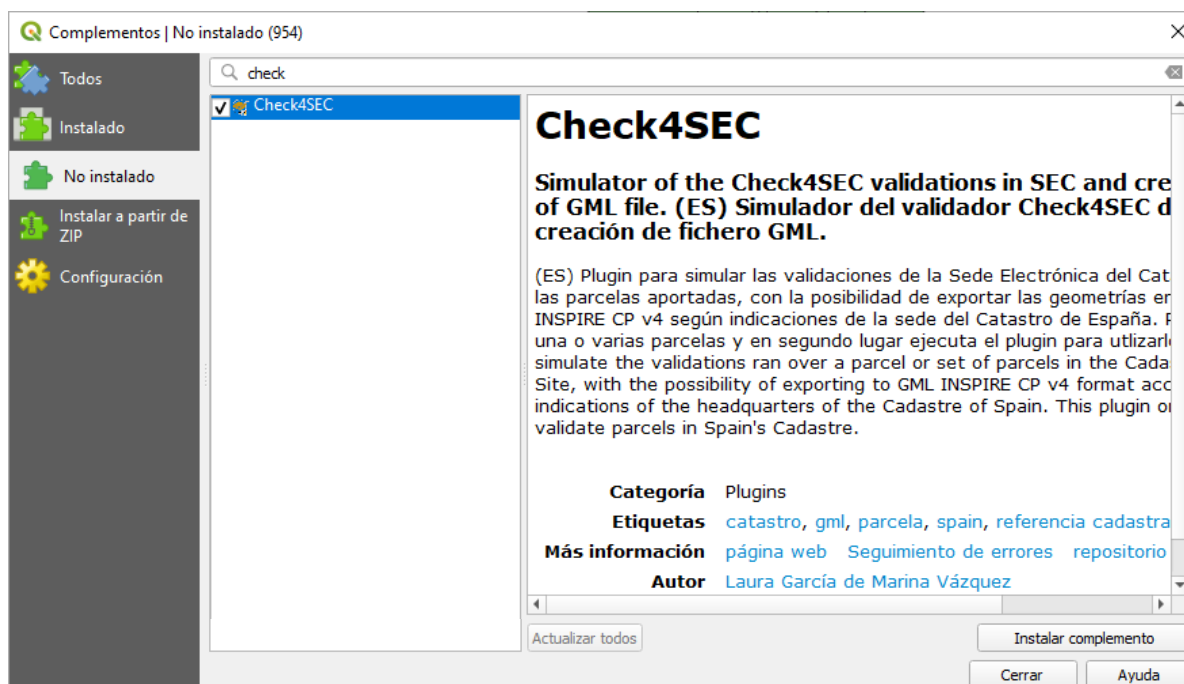 Complementos | No instalado (954)
Todos
Instalado
No instalado
Instalar a partir de
ZIP
Configuración
check
Check4SEC
Check4SEC
Simulator of the Check4SEC validations in SEC and cre
of GML file. (ES) Simulador del validador Check4SEC d
creación de fichero GML.
(ES) Plugin para simular las validaciones de la Sede Electrónica del Cat
las parcelas aportadas, con la posibilidad de exportar las geometrías en
INSPIRE CP v4 según indicaciones de la sede del Catastro de España. P
una o varias parcelas y en segundo lugar ejecuta el plugin para utlizarl
simulate the validations ran over a parcel or set of parcels in the Cada
Site, with the possibility of exporting to GML INSPIRE CP v4 format acc
indications of the headquarters of the Cadastre of Spain. This plugin o
validate parcels in Spain's Cadastre.
Categoría Plugins
Etiquetas catastro, gml, parcela, spain, referencia cadastra
Más información página web Seguimiento de errores repositorio
Autor Laura García de Marina Vázquez
Actualizar todos
Instalar complemento
Cerrar
Ayuda